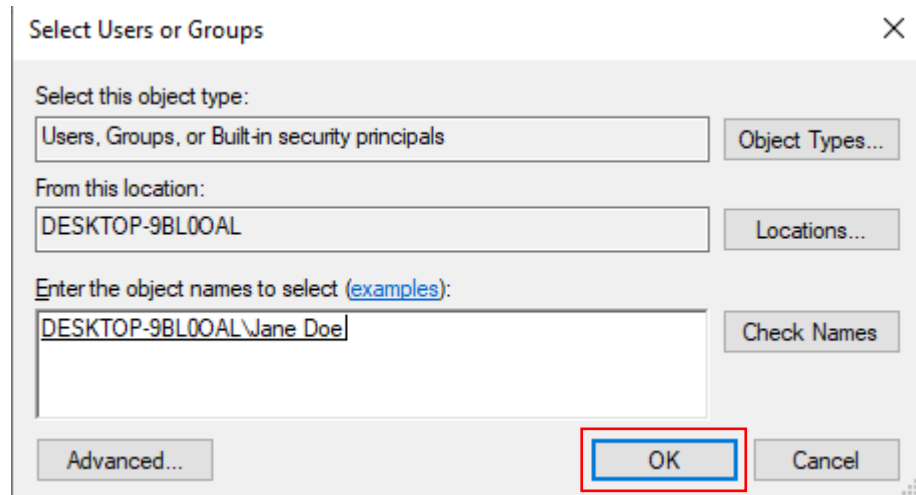 Select Users or Groups
Select this object type:
Users, Groups, or Built-in security principals
Object Types...
From this location:
DESKTOP-9BL0OAL
Locations...
Enter the object names to select (examples):
DESKTOP-9BL0OAL\Jane Doe
Check Names
Advanced...
OK
Cancel